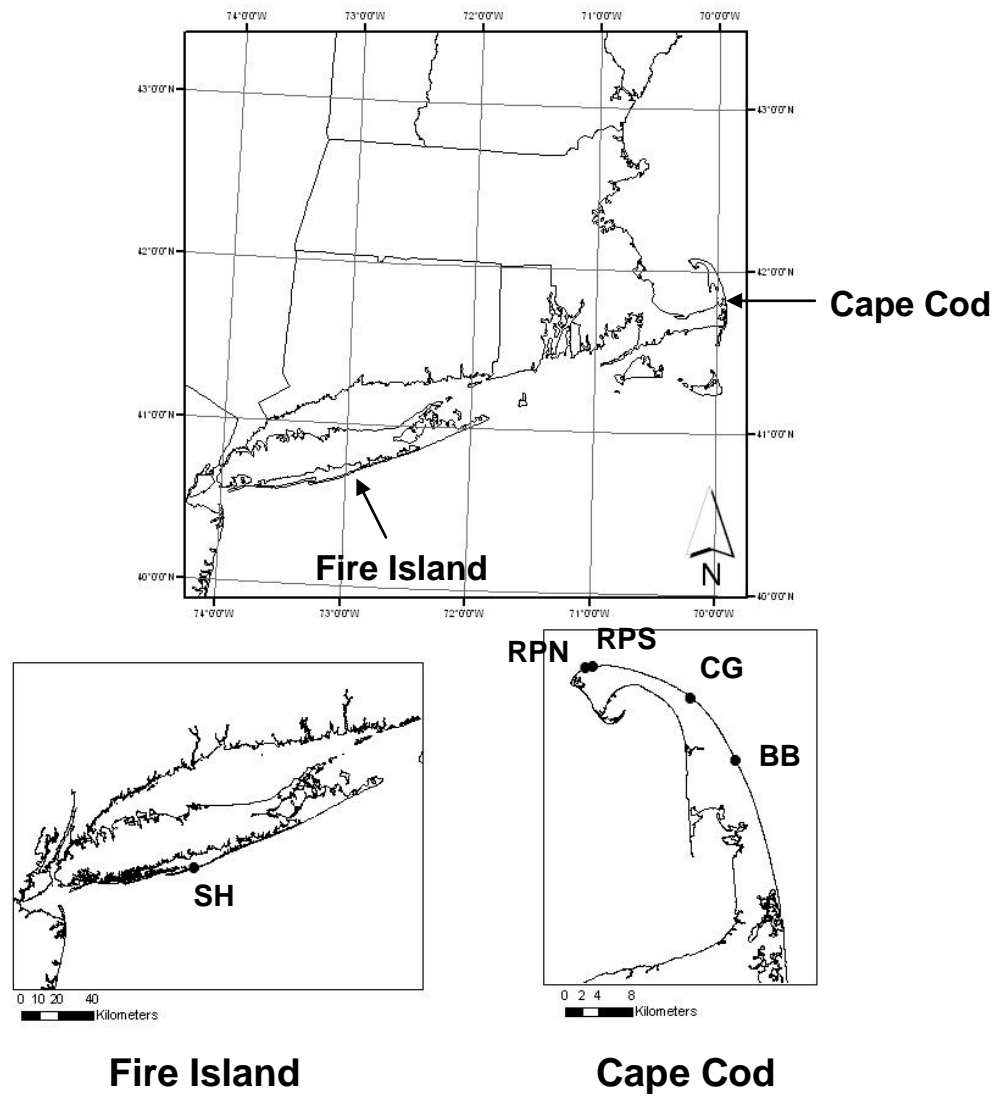 74°0'0"W 73°0'0"W 72°0'0"W 71°0'0"W 70°0'0"W
43°0'0"N 43°0'0"N
42°0'0"N 42°0'0"N
Cape Cod
41°0'0"N 41°0'0"N
Fire Island
N
40°0'0"N 40°0'0"N
74°0'0"W 73°0'0"W 72°0'0"W 71°0'0"W 70°0'0"W
RPN RPS
CG
BB
SH
0 10 20 40
Kilometers
0 2 4 8
Kilometers
Fire Island
Cape Cod